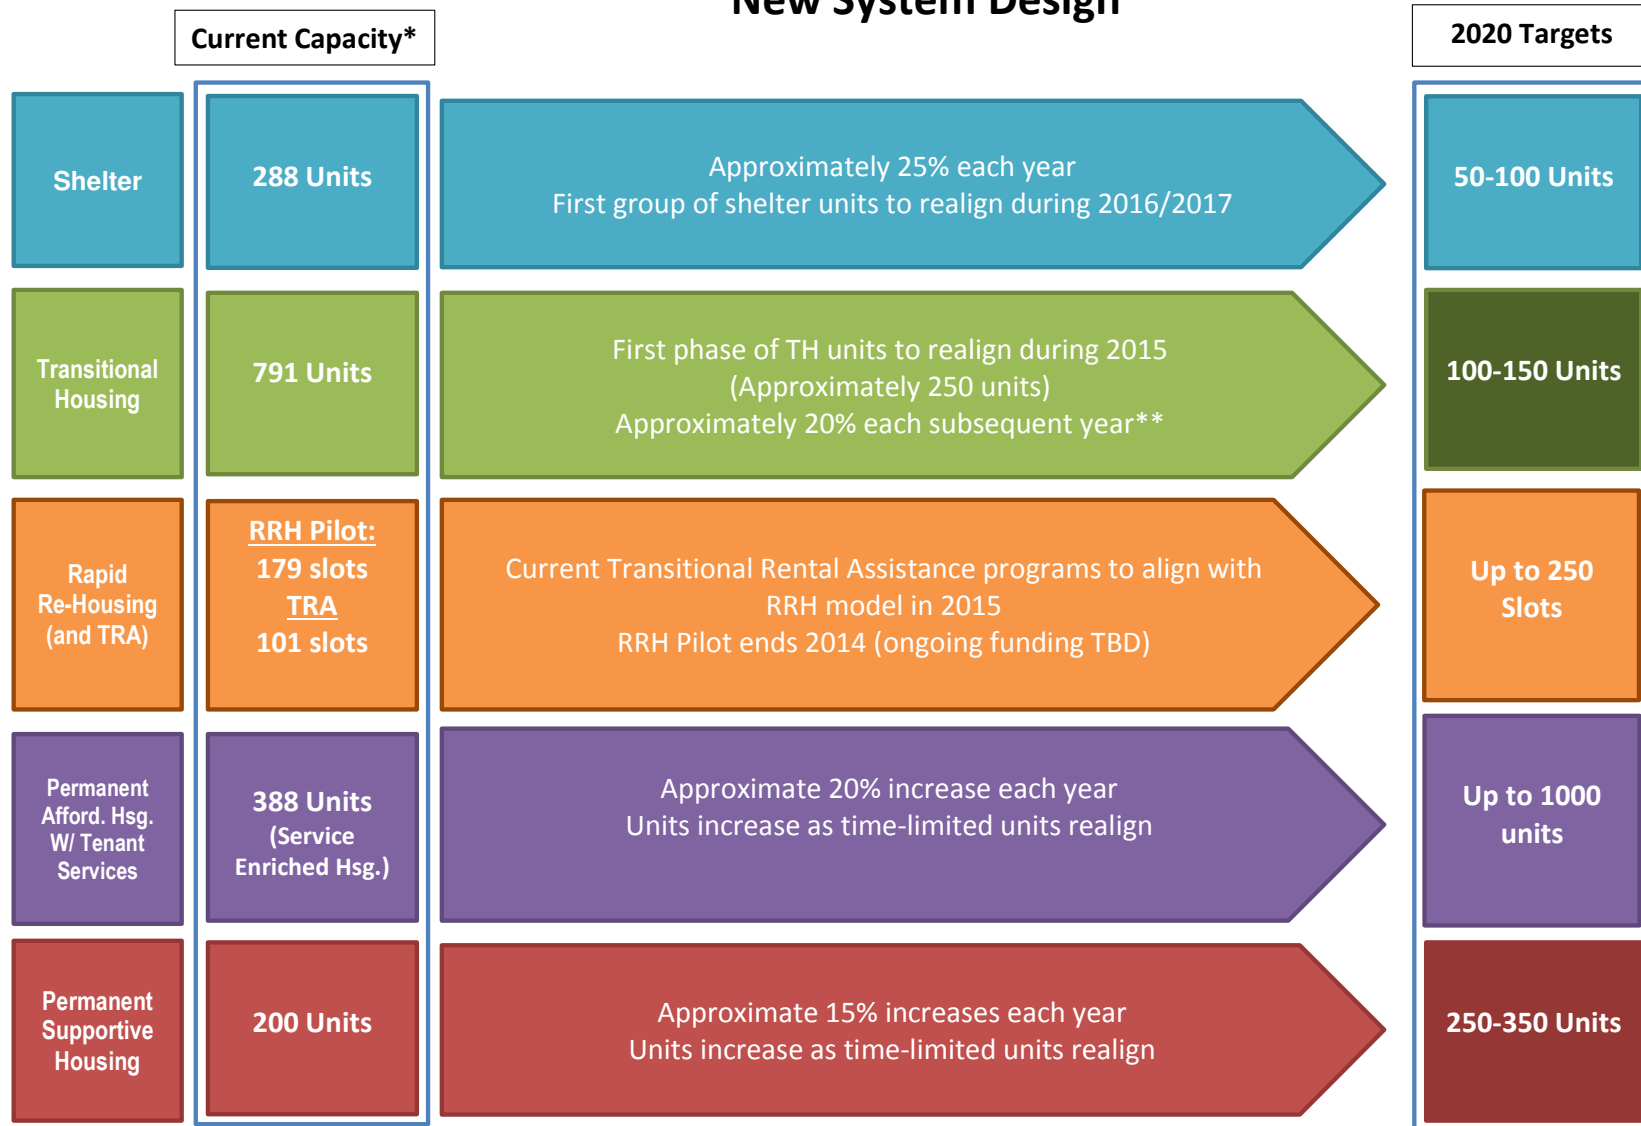 New System Design
Current Capacity*
2020 Targets
Shelter
288 Units
Approximately 25% each year
First group of shelter units to realign during 2016/2017
50-100 Units
Transitional
Housing
791 Units
First phase of TH units to realign during 2015
(Approximately 250 units)
Approximately 20% each subsequent year**
100-150 Units
Rapid
Re-Housing
(and TRA)
RRH Pilot:
179 slots
TRA
101 slots
Current Transitional Rental Assistance programs to align with
RRH model in 2015
RRH Pilot ends 2014 (ongoing funding TBD)
Up to 250
Slots
Permanent
Afford. Hsg.
W/ Tenant
Services
388 Units
(Service
Enriched Hsg.)
Approximate 20% increase each year
Units increase as time-limited units realign
Up to 1000
units
Permanent
Supportive
Housing
200 Units
Approximate 15% increases each year
Units increase as time-limited units realign
250-350 Units